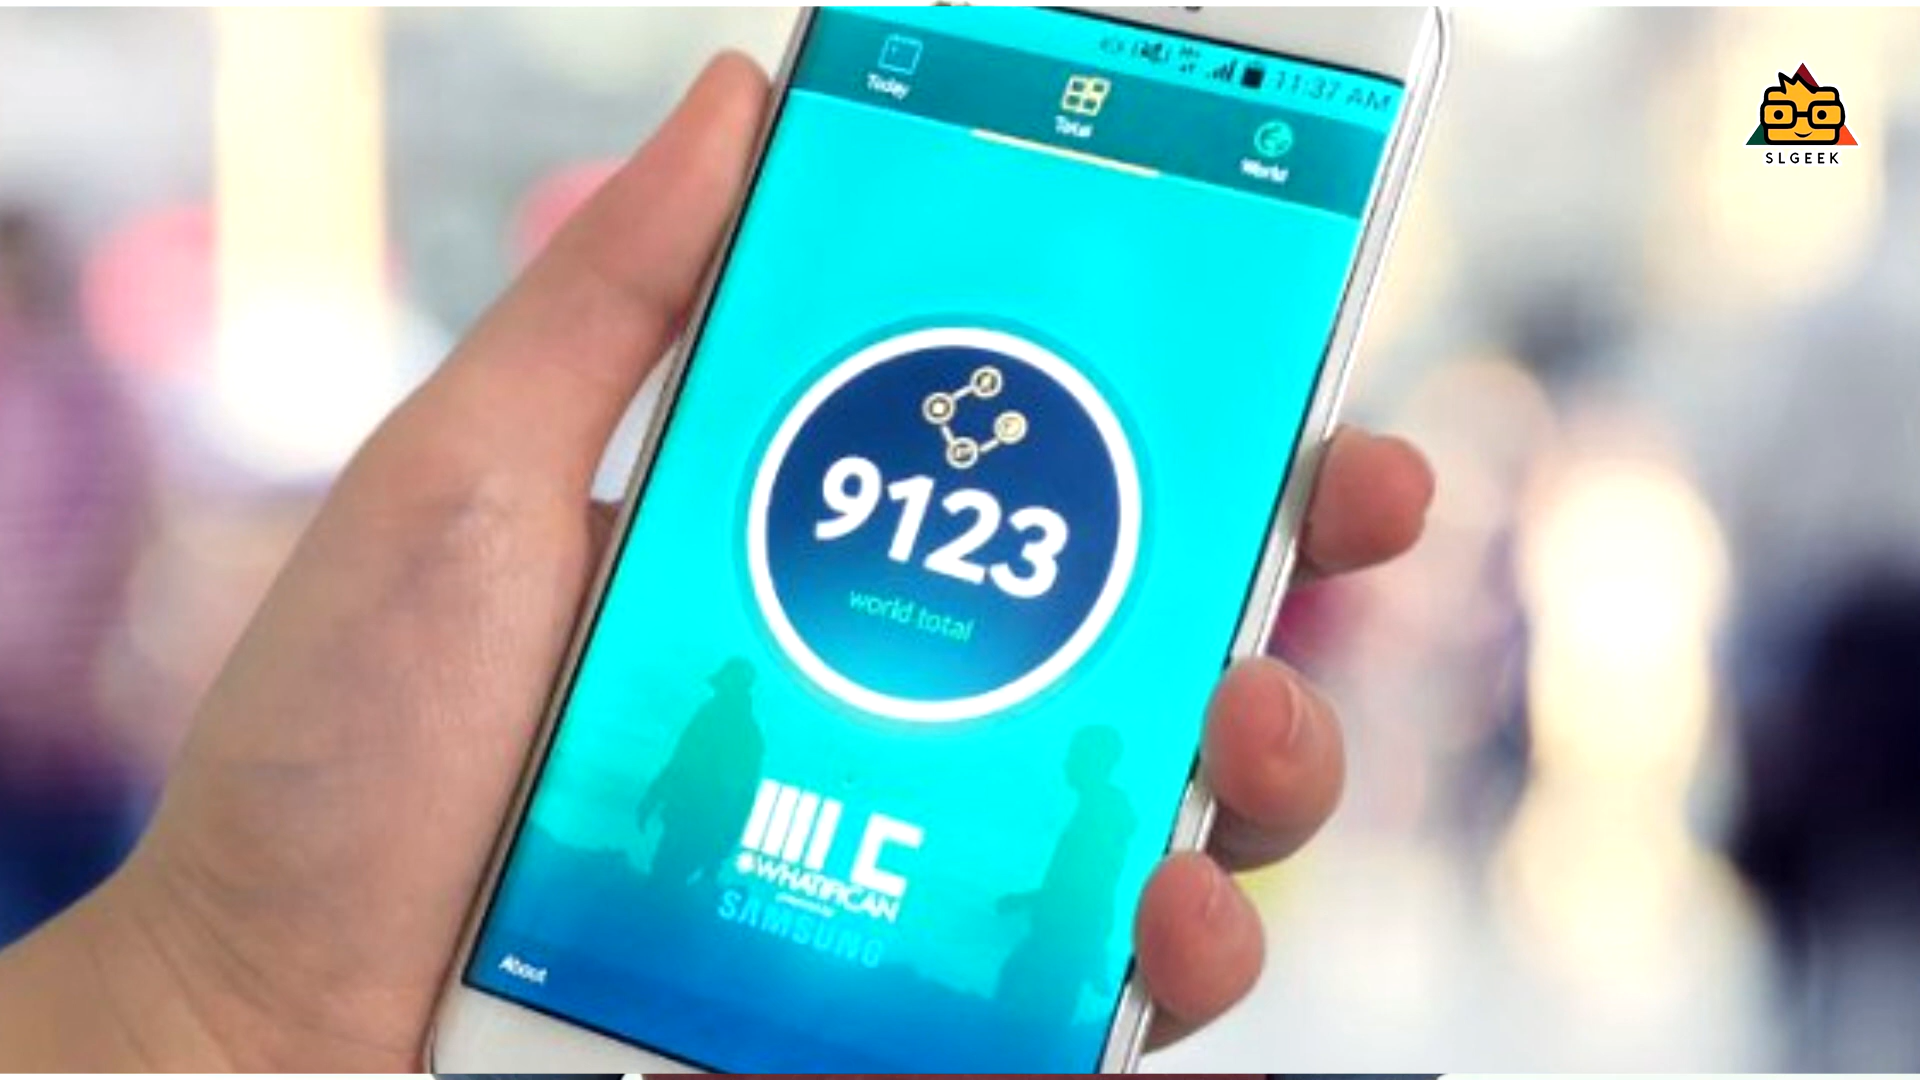 11:37 AM
Today
Total
World
SLGEEK
9123
world total
#WHATIFICAN
SAMSUNG
About